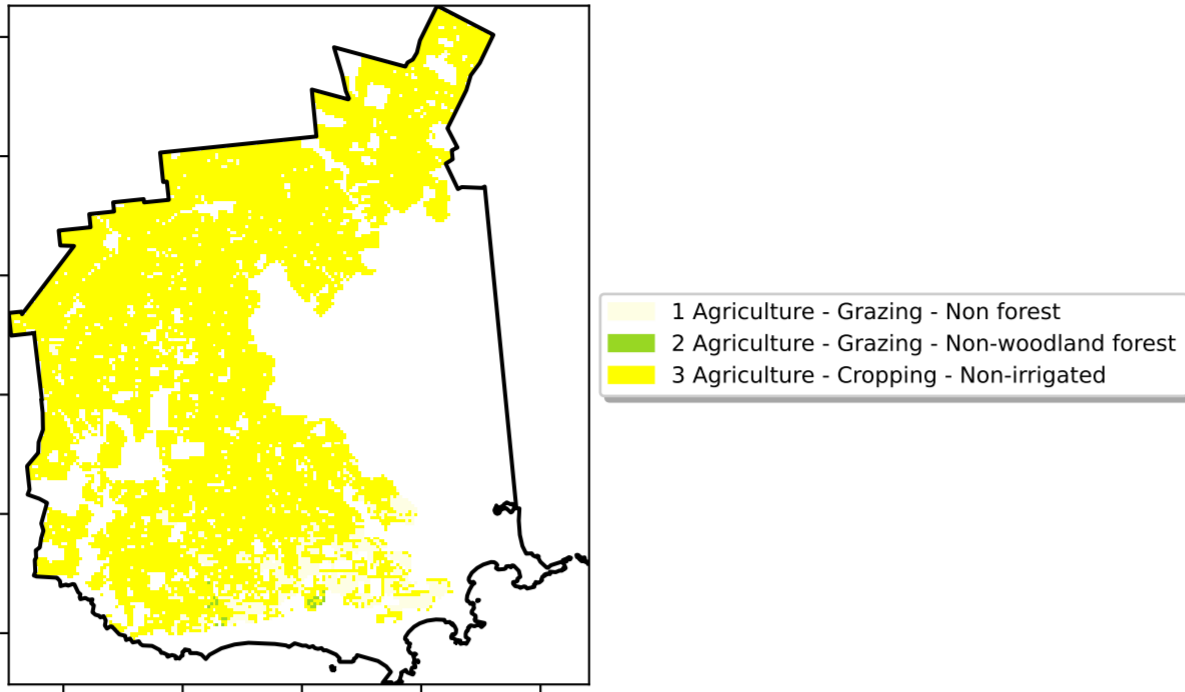 1 Agriculture - Grazing - Non forest
2 Agriculture - Grazing - Non-woodland forest
3 Agriculture - Cropping - Non-irrigated